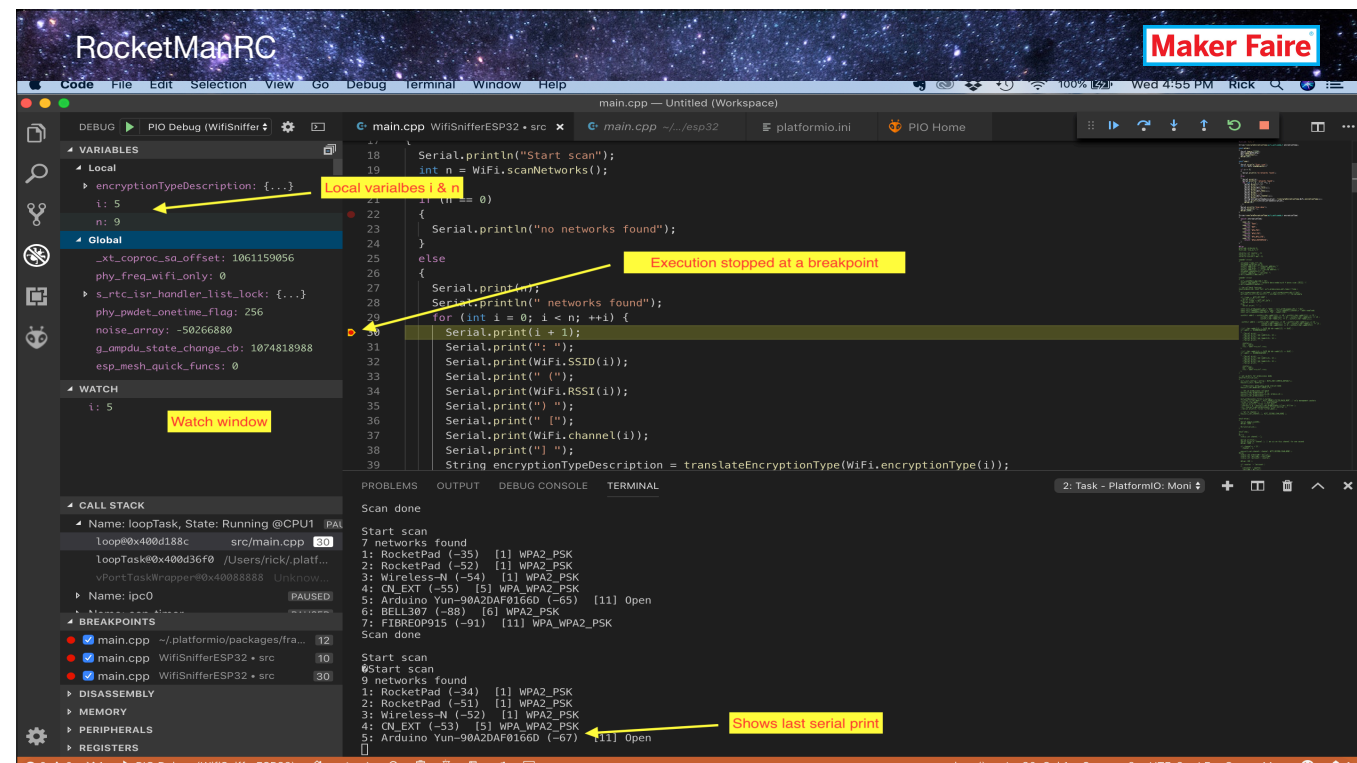 RocketManRC
Maker Faire
Code File Edit Selection View Go Debug Terminal Window Help
100% Wed 4:55 PM Rick
main.cpp — Untitled (Workspace)
DEBUG PIO Debug (WifiSniffer
main.cpp WifiSnifferESP32 • src
main.cpp ~/.../esp32
platformio.ini
PIO Home
VARIABLES
Local
encryptionTypeDescription: {...}
i: 5
n: 9
Global
_xt_coproc_sa_offset: 1061159056
phy_freq_wifi_only: 0
s_rtc_isr_handler_list_lock: {...}
phy_pwdet_onetime_flag: 256
noise_array: -50266880
g_ampdu_state_change_cb: 1074818988
esp_mesh_quick_funcs: 0
WATCH
i: 5
Watch window
CALL STACK
Name: loopTask, State: Running @CPU1 PAU
loop@0x400d188c src/main.cpp 30
loopTask@0x400d36f0 /Users/rick/.platf...
vPortTaskWrapper@0x40088888 Unknow...
Name: ipc0 PAUSED
BREAKPOINTS
main.cpp ~/.platformio/packages/fra... 12
main.cpp WifiSnifferESP32 • src 10
main.cpp WifiSnifferESP32 • src 30
DISASSEMBLY
MEMORY
PERIPHERALS
REGISTERS
17 {
18 Serial.println("Start scan");
19 int n = WiFi.scanNetworks();
Local varialbes i & n
21 if (n == 0)
22 {
23 Serial.println("no networks found");
24 }
25 else
Execution stopped at a breakpoint
26 {
27 Serial.print(n);
28 Serial.println(" networks found");
29 for (int i = 0; i < n; ++i) {
30 Serial.print(i + 1);
31 Serial.print(": ");
32 Serial.print(WiFi.SSID(i));
33 Serial.print(" (");
34 Serial.print(WiFi.RSSI(i));
35 Serial.print(") ");
36 Serial.print(" [");
37 Serial.print(WiFi.channel(i));
38 Serial.print("] ");
39 String encryptionTypeDescription = translateEncryptionType(WiFi.encryptionType(i));
PROBLEMS OUTPUT DEBUG CONSOLE TERMINAL
2: Task - PlatformIO: Moni
Scan done
Start scan
7 networks found
1: RocketPad (-35) [1] WPA2_PSK
2: RocketPad (-52) [1] WPA2_PSK
3: Wireless-N (-54) [1] WPA2_PSK
4: CN_EXT (-55) [5] WPA_WPA2_PSK
5: Arduino Yun-90A2DAF0166D (-65) [11] Open
6: BELL307 (-88) [6] WPA2_PSK
7: FIBREOP915 (-91) [11] WPA_WPA2_PSK
Scan done
Start scan
�Start scan
9 networks found
1: RocketPad (-34) [1] WPA2_PSK
2: RocketPad (-51) [1] WPA2_PSK
3: Wireless-N (-52) [1] WPA2_PSK
4: CN_EXT (-53) [5] WPA_WPA2_PSK
5: Arduino Yun-90A2DAF0166D (-67) [11] Open
Shows last serial print